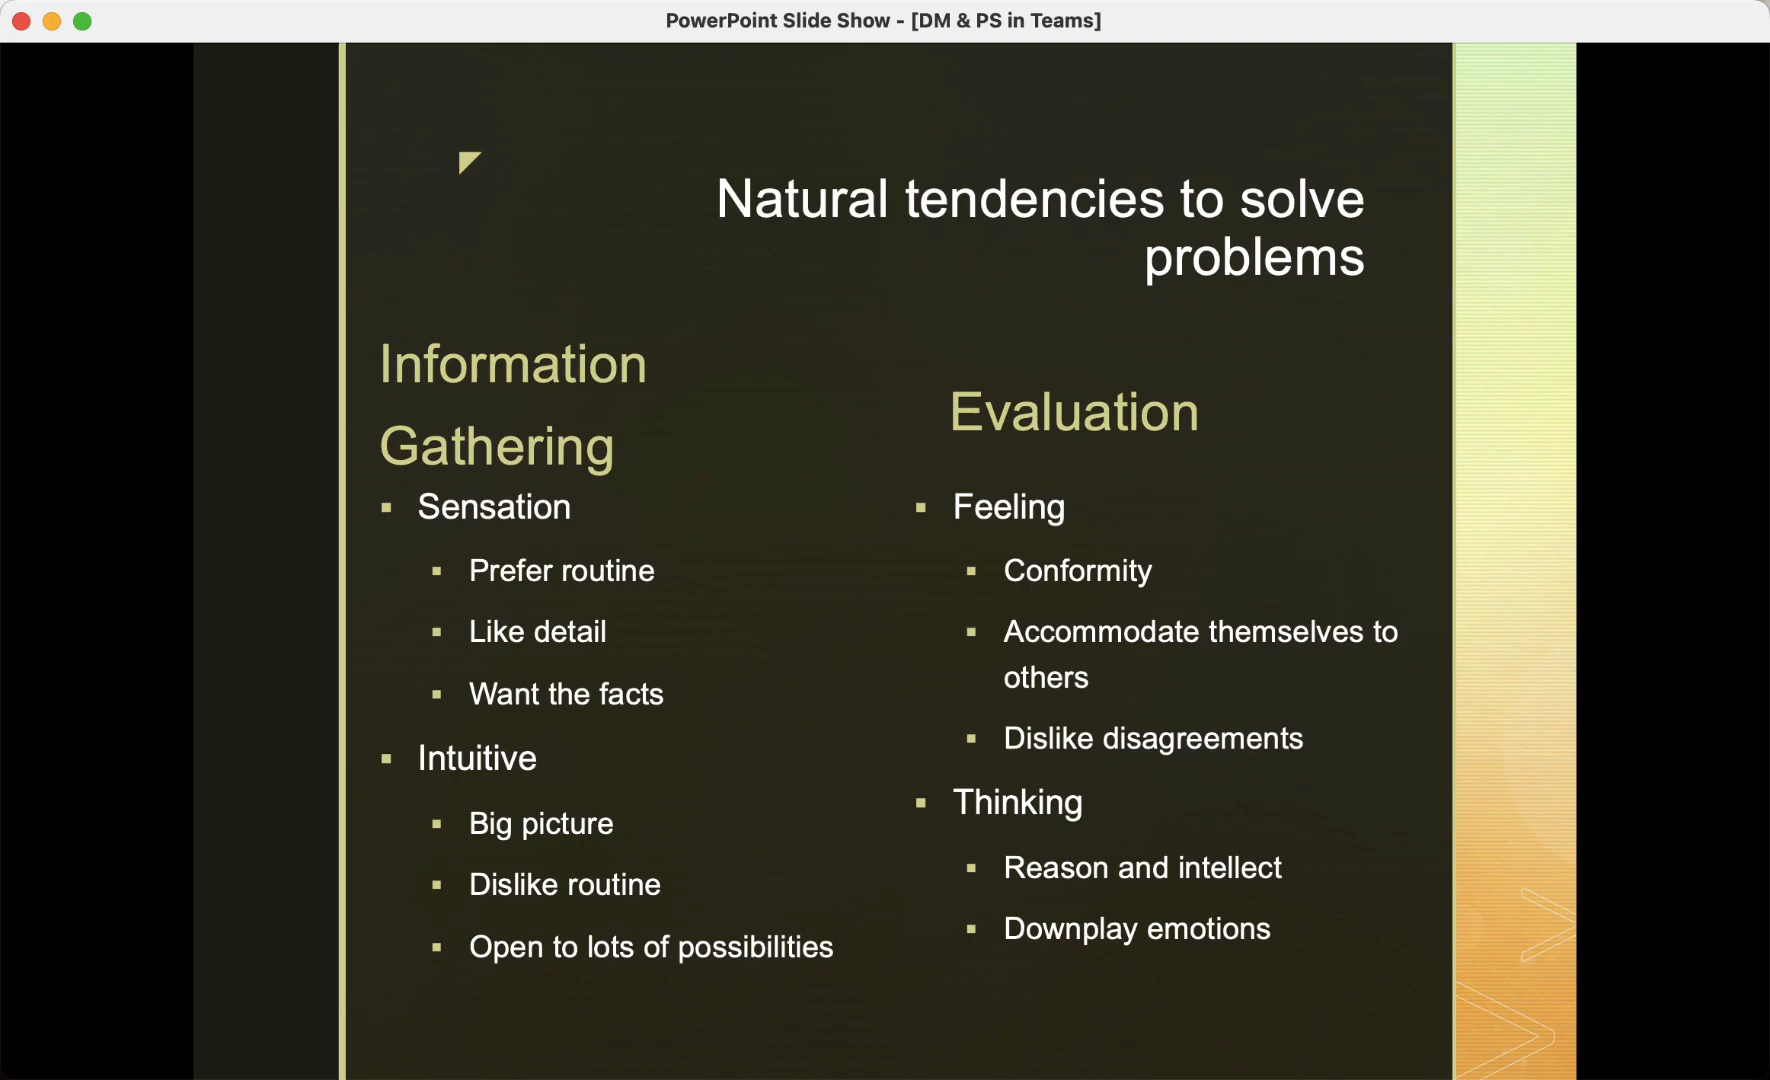 PowerPoint Slide Show - [DM & PS in Teams]
Natural tendencies to solve
problems
Information
Gathering
▪ Sensation
▪ Prefer routine
▪ Like detail
▪ Want the facts
▪ Intuitive
▪ Big picture
▪ Dislike routine
▪ Open to lots of possibilities
Evaluation
▪ Feeling
▪ Conformity
▪ Accommodate themselves to
others
▪ Dislike disagreements
▪ Thinking
▪ Reason and intellect
▪ Downplay emotions